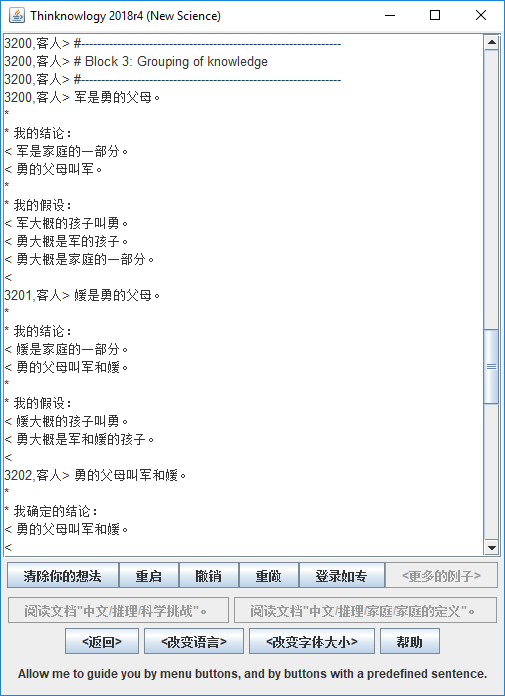 Thinknowlogy 2018r4 (New Science)
3200,客人> #----------------------------------------------------------------
3200,客人> # Block 3: Grouping of knowledge
3200,客人> #----------------------------------------------------------------
3200,客人> 军是勇的父母。
*
* 我的结论：
< 军是家庭的一部分。
< 勇的父母叫军。
*
* 我的假设：
< 军大概的孩子叫勇。
< 勇大概是军的孩子。
< 勇大概是家庭的一部分。
<
3201,客人> 媛是勇的父母。
*
* 我的结论：
< 媛是家庭的一部分。
< 勇的父母叫军和媛。
*
* 我的假设：
< 媛大概的孩子叫勇。
< 勇大概是军和媛的孩子。
<
3202,客人> 勇的父母叫军和媛。
*
* 我确定的结论：
< 勇的父母叫军和媛。
<
清除你的想法 重启 撤销 重做 登录如专 <更多的例子>
阅读文档"中文/推理/科学挑战"。 阅读文档"中文/推理/家庭/家庭的定义"。
<返回> <改变语言> <改变字体大小> 帮助
Allow me to guide you by menu buttons, and by buttons with a predefined sentence.